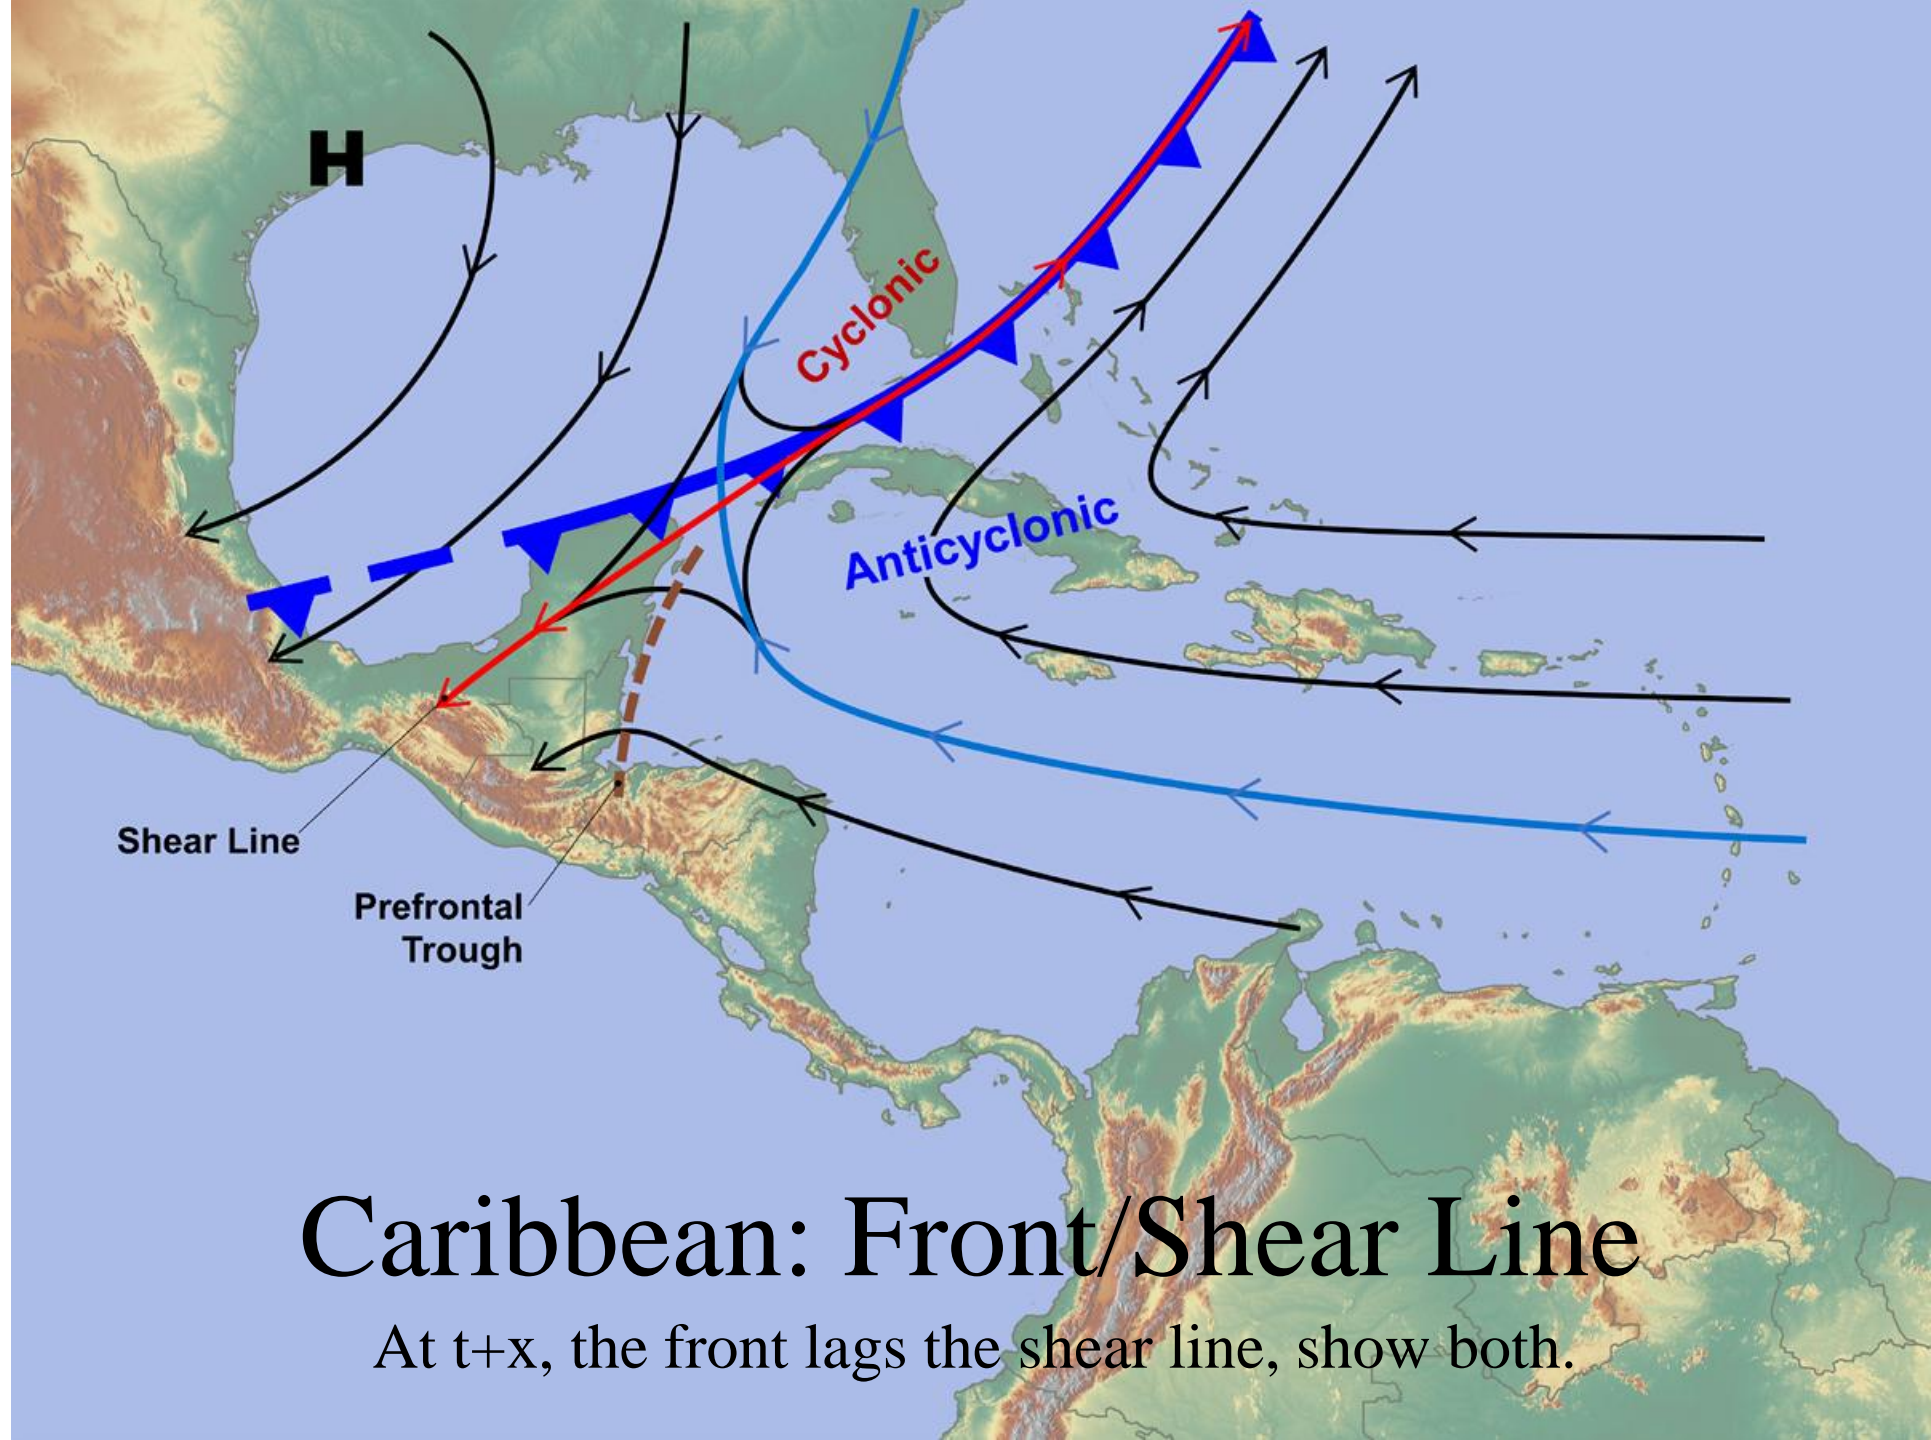 H
Cyclonic
Anticyclonic
Shear Line
Prefrontal
Trough
Caribbean: Front/Shear Line
At t+x, the front lags the shear line, show both.